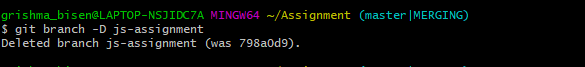 grishma_bisen@LAPTOP-NSJIDC7A MINGW64 ~/Assignment (master|MERGING)
$ git branch -D js-assignment
Deleted branch js-assignment (was 798a0d9).